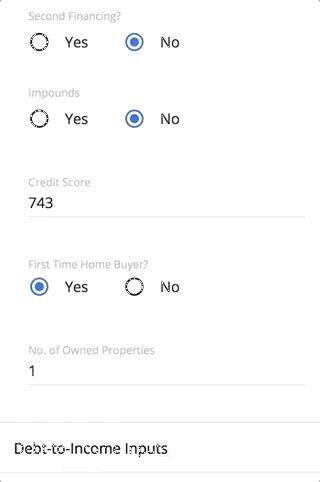 Second Financing?
Yes No
Impounds
Yes No
Credit Score
743
First Time Home Buyer?
Yes No
No. of Owned Properties
1
Debt-to-Income Inputs